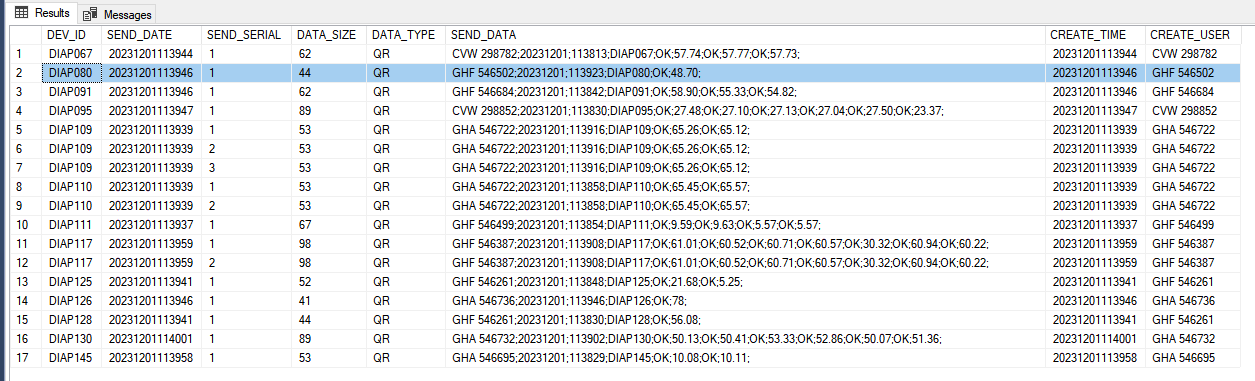 Results Messages
DEV_ID SEND_DATE SEND_SERIAL DATA_SIZE DATA_TYPE SEND_DATA CREATE_TIME CREATE_USER
1 DIAP067 20231201113944 1 62 QR CVW 298782;20231201;113813;DIAP067;OK;57.74;OK;57.77;OK;57.73; 20231201113944 CVW 298782
2 DIAP080 20231201113946 1 44 QR GHF 546502;20231201;113923;DIAP080;OK;48.70; 20231201113946 GHF 546502
3 DIAP091 20231201113946 1 62 QR GHF 546684;20231201;113842;DIAP091;OK;58.90;OK;55.33;OK;54.82; 20231201113946 GHF 546684
4 DIAP095 20231201113947 1 89 QR CVW 298852;20231201;113830;DIAP095;OK;27.48;OK;27.10;OK;27.13;OK;27.04;OK;27.50;OK;23.37; 20231201113947 CVW 298852
5 DIAP109 20231201113939 1 53 QR GHA 546722;20231201;113916;DIAP109;OK;65.26;OK;65.12; 20231201113939 GHA 546722
6 DIAP109 20231201113939 2 53 QR GHA 546722;20231201;113916;DIAP109;OK;65.26;OK;65.12; 20231201113939 GHA 546722
7 DIAP109 20231201113939 3 53 QR GHA 546722;20231201;113916;DIAP109;OK;65.26;OK;65.12; 20231201113939 GHA 546722
8 DIAP110 20231201113939 1 53 QR GHA 546722;20231201;113858;DIAP110;OK;65.45;OK;65.57; 20231201113939 GHA 546722
9 DIAP110 20231201113939 2 53 QR GHA 546722;20231201;113858;DIAP110;OK;65.45;OK;65.57; 20231201113939 GHA 546722
10 DIAP111 20231201113937 1 67 QR GHF 546499;20231201;113854;DIAP111;OK;9.59;OK;9.63;OK;5.57;OK;5.57; 20231201113937 GHF 546499
11 DIAP117 20231201113959 1 98 QR GHF 546387;20231201;113908;DIAP117;OK;61.01;OK;60.52;OK;60.71;OK;60.57;OK;30.32;OK;60.94;OK;60.22; 20231201113959 GHF 546387
12 DIAP117 20231201113959 2 98 QR GHF 546387;20231201;113908;DIAP117;OK;61.01;OK;60.52;OK;60.71;OK;60.57;OK;30.32;OK;60.94;OK;60.22; 20231201113959 GHF 546387
13 DIAP125 20231201113941 1 52 QR GHF 546261;20231201;113848;DIAP125;OK;21.68;OK;5.25; 20231201113941 GHF 546261
14 DIAP126 20231201113946 1 41 QR GHA 546736;20231201;113946;DIAP126;OK;78; 20231201113946 GHA 546736
15 DIAP128 20231201113941 1 44 QR GHF 546261;20231201;113830;DIAP128;OK;56.08; 20231201113941 GHF 546261
16 DIAP130 20231201114001 1 89 QR GHA 546732;20231201;113902;DIAP130;OK;50.13;OK;50.41;OK;53.33;OK;52.86;OK;50.07;OK;51.36; 20231201114001 GHA 546732
17 DIAP145 20231201113958 1 53 QR GHA 546695;20231201;113829;DIAP145;OK;10.08;OK;10.11; 20231201113958 GHA 546695